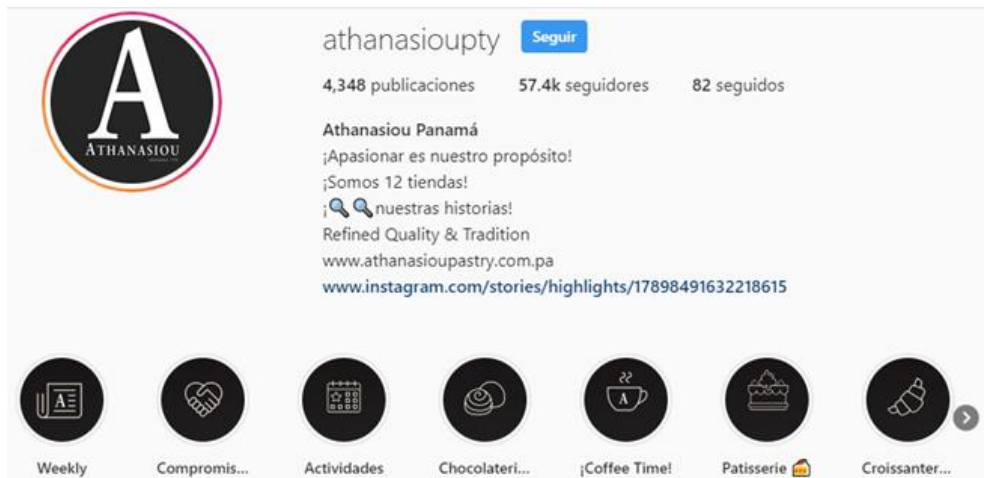 A
ATHANASIOU
athanasioupty Seguir
4,348 publicaciones 57.4k seguidores 82 seguidos
Athanasiou Panamá
¡Apasionar es nuestro propósito!
¡Somos 12 tiendas!
¡🔍🔍nuestras historias!
Refined Quality & Tradition
www.athanasioupastry.com.pa
www.instagram.com/stories/highlights/17898491632218615
A A
Weekly Compromis... Actividades Chocolateri... ¡Coffee Time! Patisserie 🍰 Croissanter...